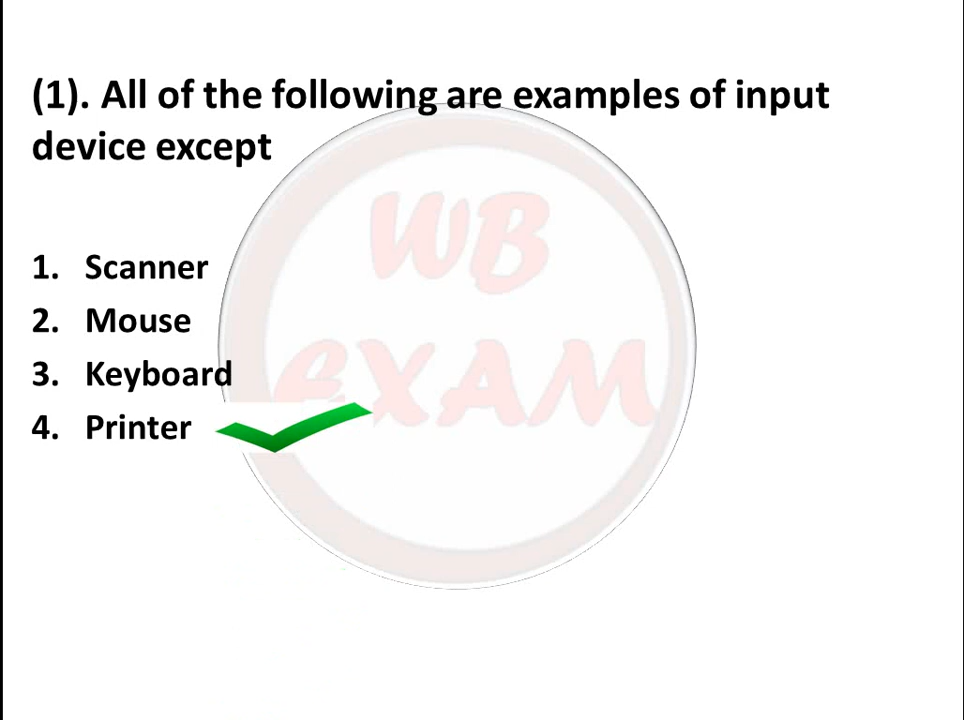 (1). All of the following are examples of input
device except
1. Scanner
2. Mouse
3. Keyboard
4. Printer
WB
EXAM